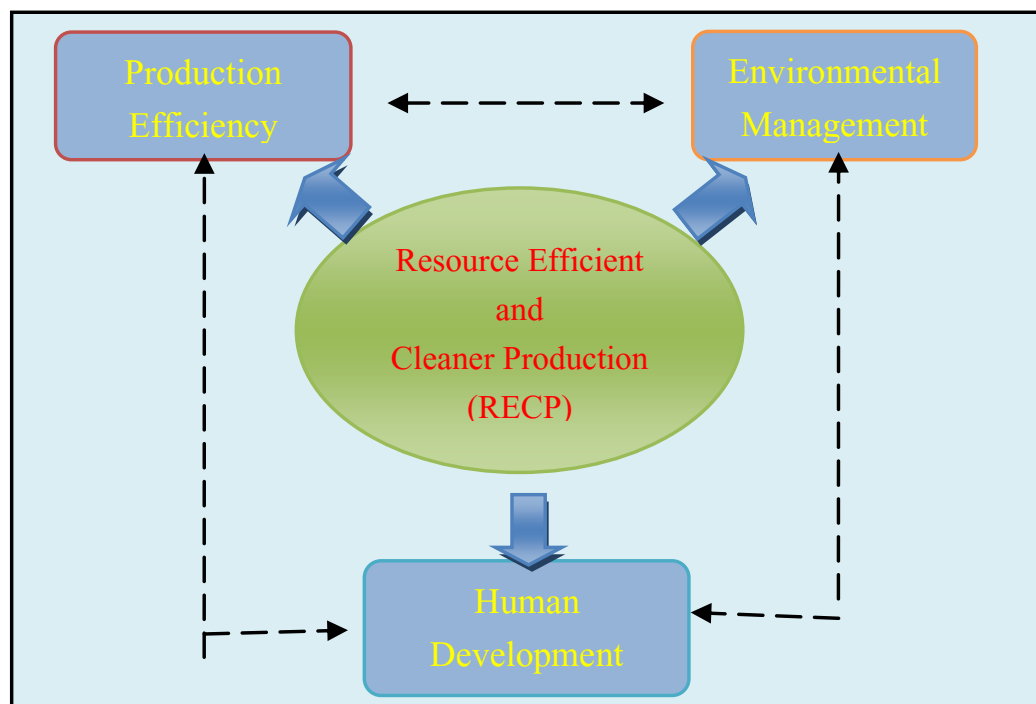 Production
Efficiency
Environmental
Management
Resource Efficient
and
Cleaner Production
(RECP)
Human
Development